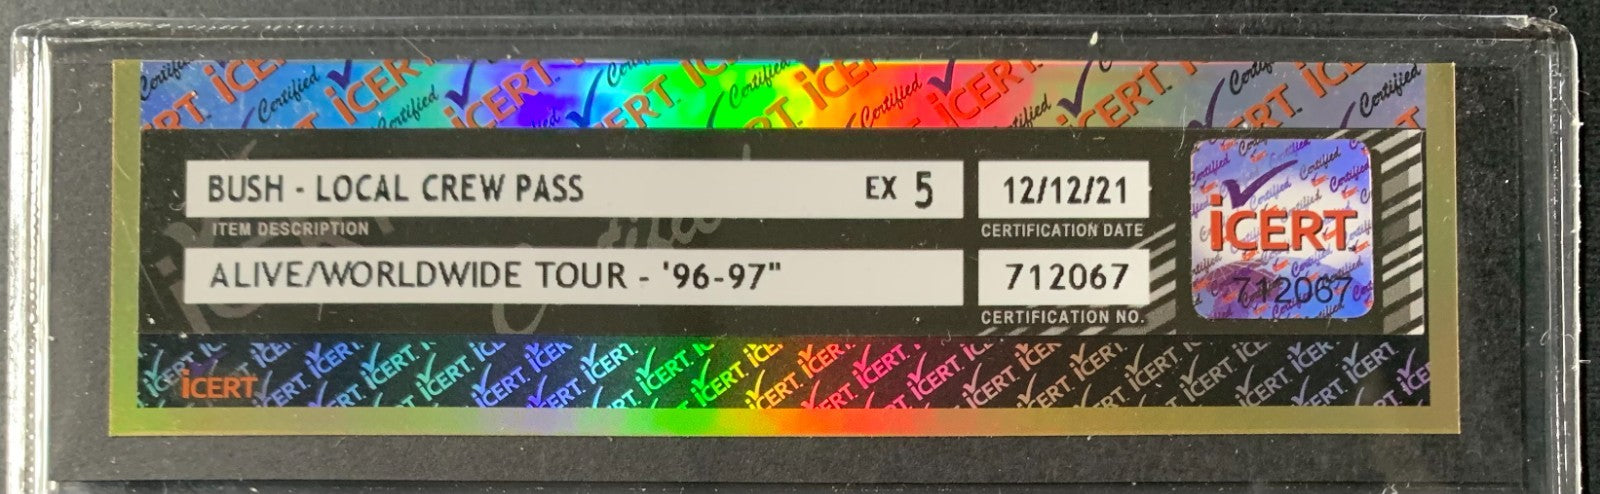 BUSH - LOCAL CREW PASS EX 5 12/12/21
ITEM DESCRIPTION CERTIFICATION DATE
ALIVE/WORLDWIDE TOUR - '96-97" 712067
CERTIFICATION NO.
iCERT
712067
iCERT